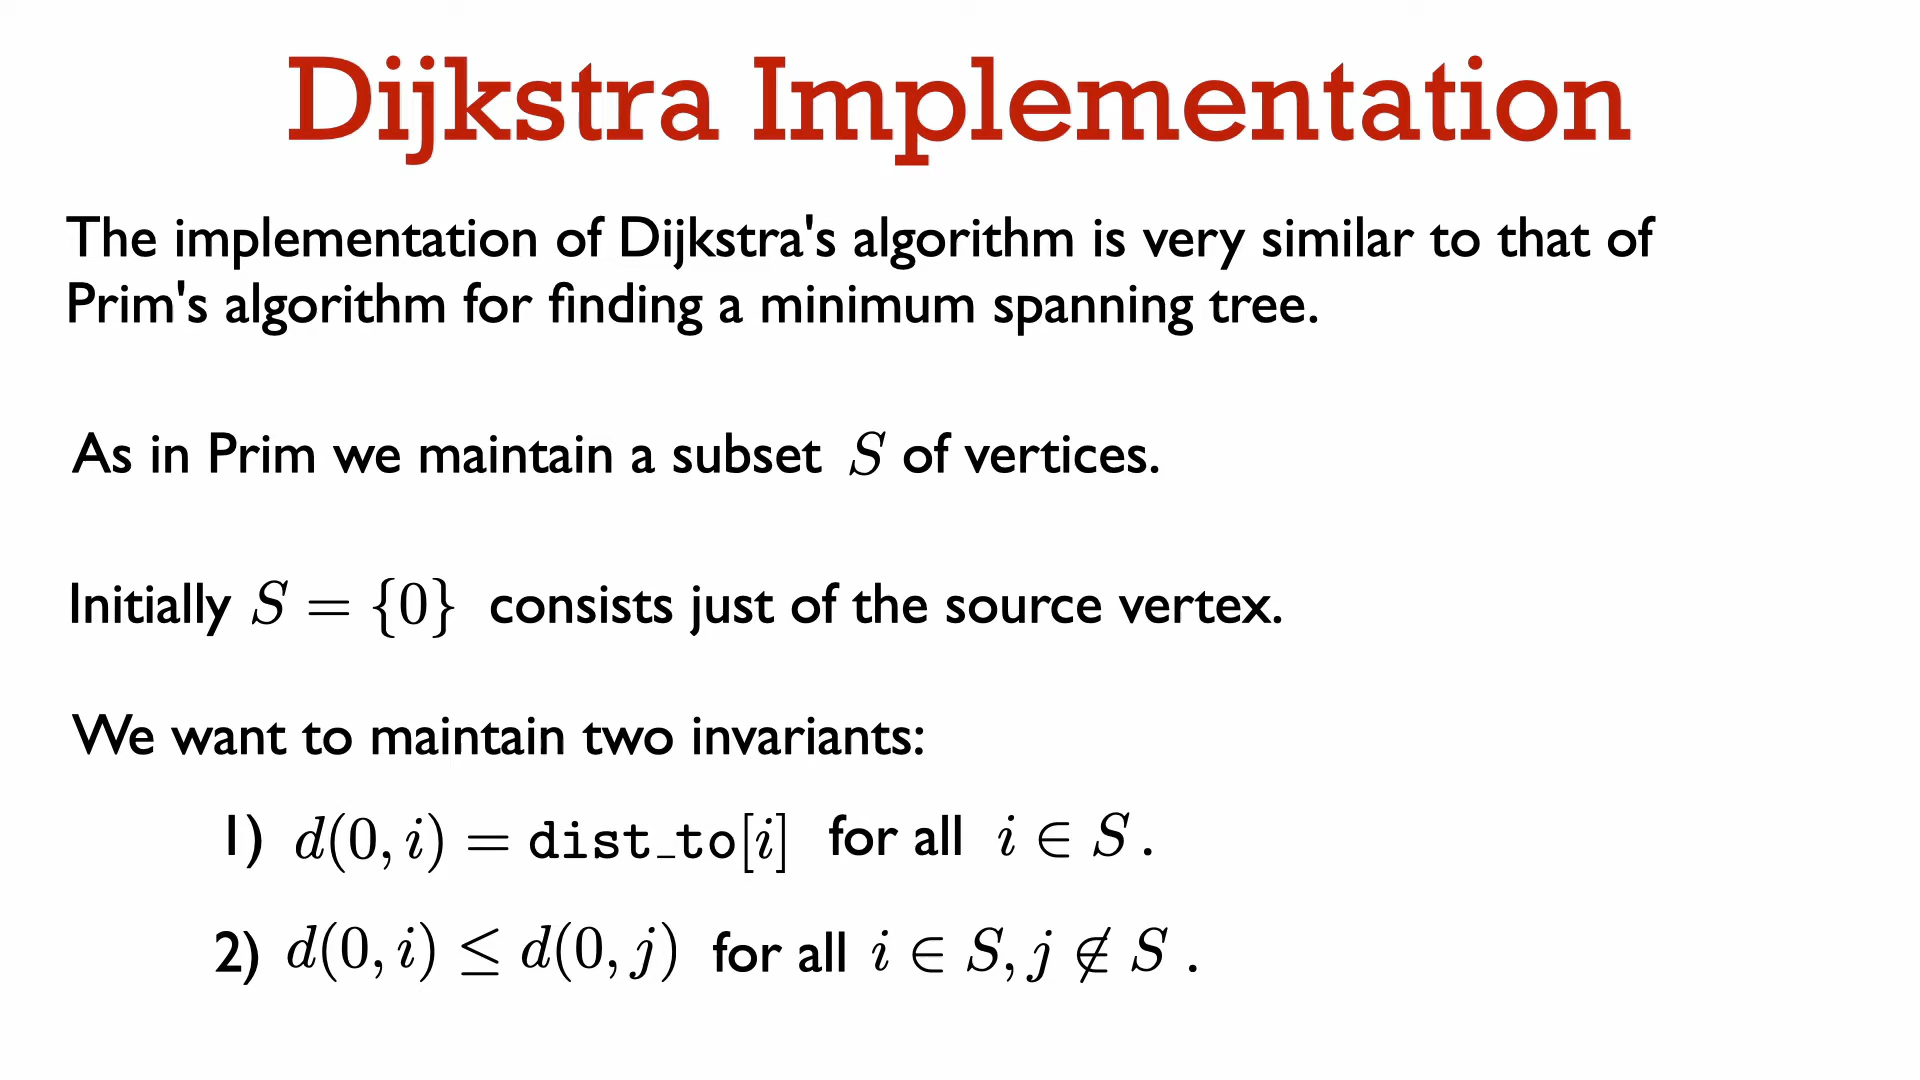 Dijkstra Implementation
The implementation of Dijkstra's algorithm is very similar to that of
Prim's algorithm for finding a minimum spanning tree.
As in Prim we maintain a subset S of vertices.
Initially S = {0} consists just of the source vertex.
We want to maintain two invariants:
1) d(0, i) = dist_to[i] for all i ∈ S .
2) d(0, i) ≤ d(0, j) for all i ∈ S, j ∉ S .